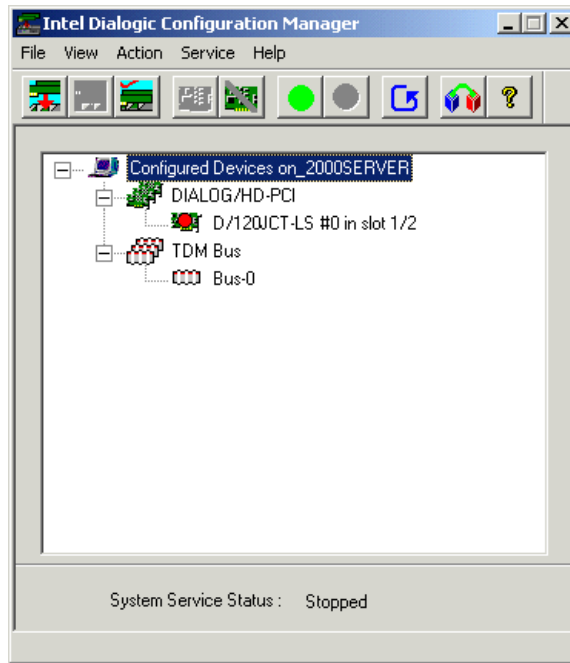 Intel Dialogic Configuration Manager
File View Action Service Help
Configured Devices on_2000SERVER
DIALOG/HD-PCI
D/120JCT-LS #0 in slot 1/2
TDM Bus
Bus-0
System Service Status : Stopped